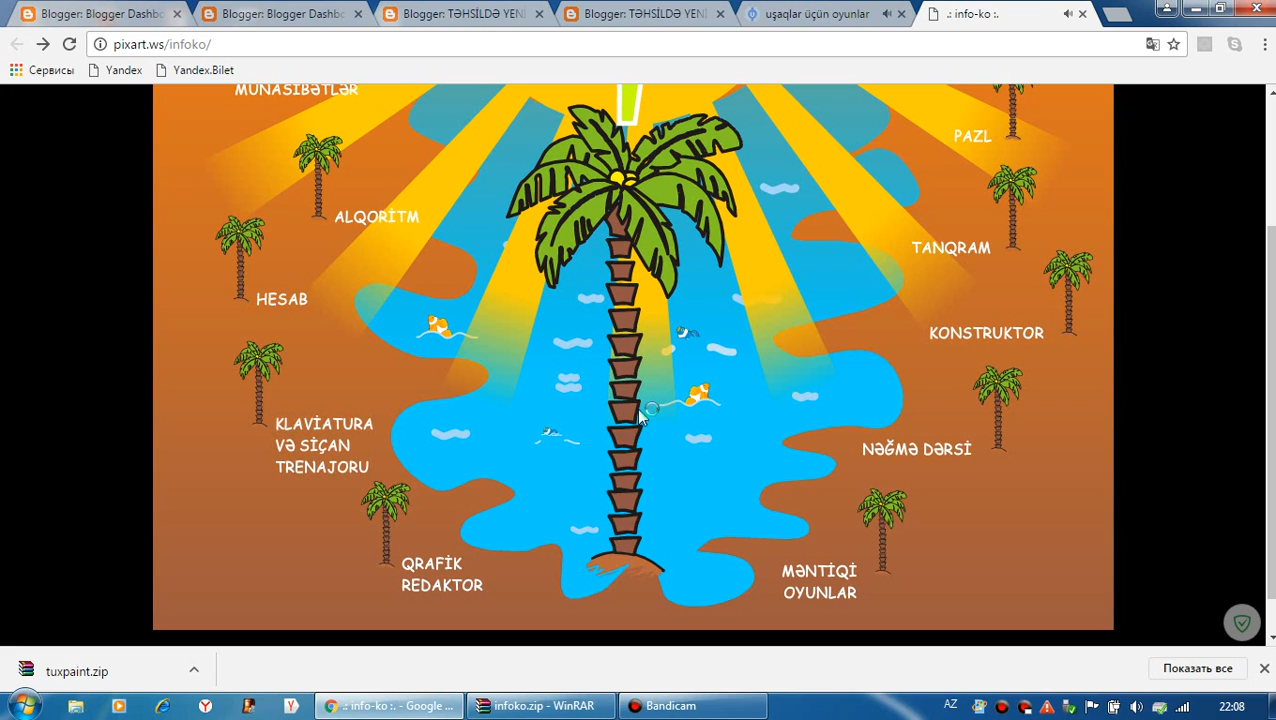 Blogger: Blogger Dashbo
Blogger: Blogger Dashbo
Blogger: TƏHSİLDƏ YENİ
Blogger: TƏHSİLDƏ YENİ
uşaqlar üçün oyunlar
.: info-ko :.
pixart.ws/infoko/
Сервисы
Yandex
Yandex.Bilet
MÜNASİBƏTLƏR
PAZL
ALQORİTM
TANQRAM
HESAB
KONSTRUKTOR
KLAVİATURA
VƏ SİÇAN
TRENAJORU
NƏĞMƏ DƏRSİ
QRAFİK
REDAKTOR
MƏNTİQİ
OYUNLAR
tuxpaint.zip
Показать все
.: info-ko :. - Google ...
infoko.zip - WinRAR
Bandicam
AZ
22:08